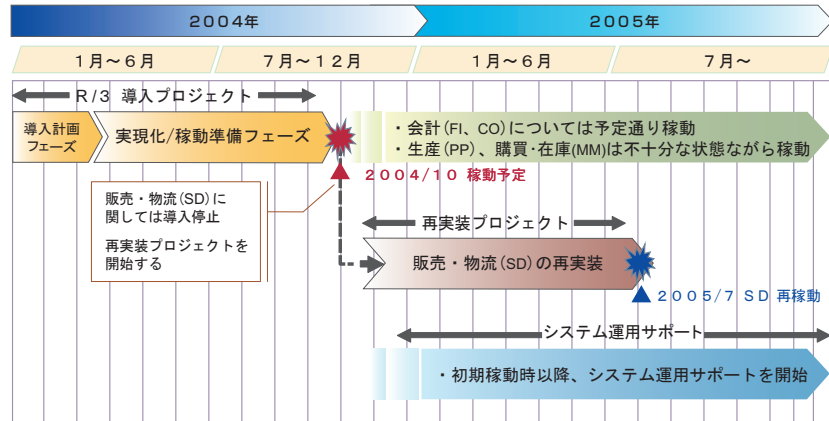 2004年
2005年
1月～6月
7月～12月
1月～6月
7月～
R/3 導入プロジェクト
導入計画
フェーズ
実現化/稼動準備フェーズ
・会計(FI、CO)については予定通り稼動
・生産(PP)、購買・在庫(MM)は不十分な状態ながら稼動
2004/10 稼動予定
販売・物流(SD)に
関しては導入停止
再実装プロジェクトを
開始する
再実装プロジェクト
販売・物流(SD)の再実装
2005/7 SD 再稼動
システム運用サポート
・初期稼動時以降、システム運用サポートを開始